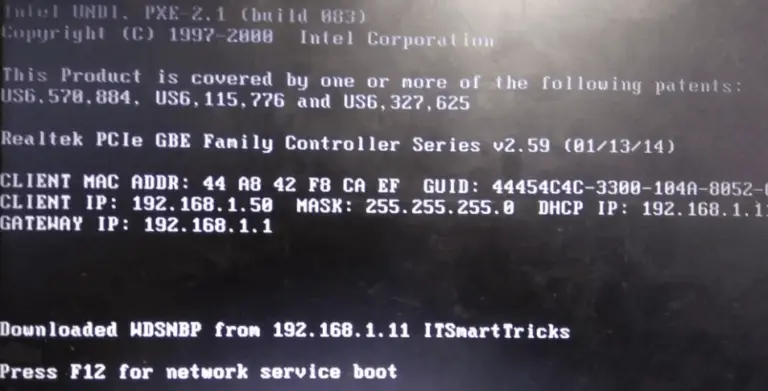 Intel UNDI, PXE-2.1 (build 083)
Copyright (C) 1997-2000  Intel Corporation
This Product is covered by one or more of the following patents:
US6,570,884, US6,115,776 and US6,327,625
Realtek PCIe GBE Family Controller Series v2.59 (01/13/14)
CLIENT MAC ADDR: 44 A8 42 F8 CA EF  GUID: 44454C4C-3300-104A-8052-
CLIENT IP: 192.168.1.50  MASK: 255.255.255.0  DHCP IP: 192.168.1.11
GATEWAY IP: 192.168.1.1
Downloaded WDSNBP from 192.168.1.11 ITSmartTricks
Press F12 for network service boot